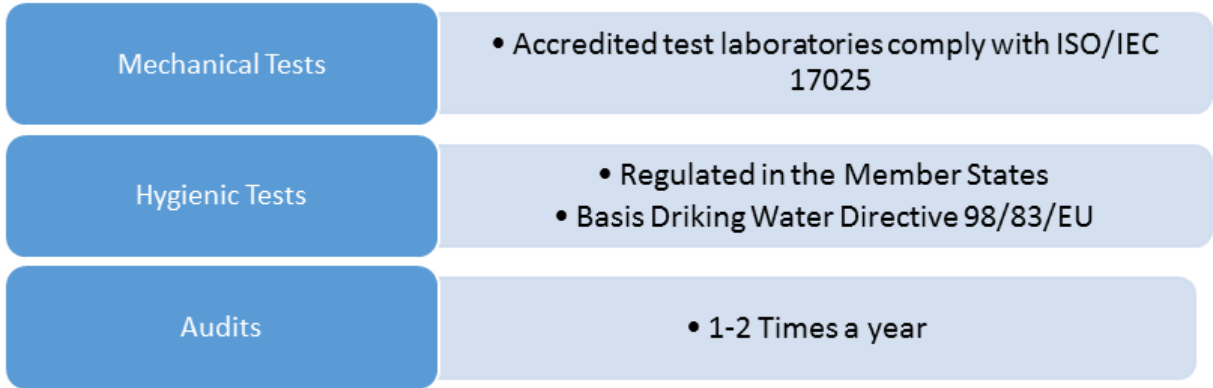 Mechanical Tests
• Accredited test laboratories comply with ISO/IEC
17025
Hygienic Tests
• Regulated in the Member States
• Basis Driking Water Directive 98/83/EU
Audits
• 1-2 Times a year